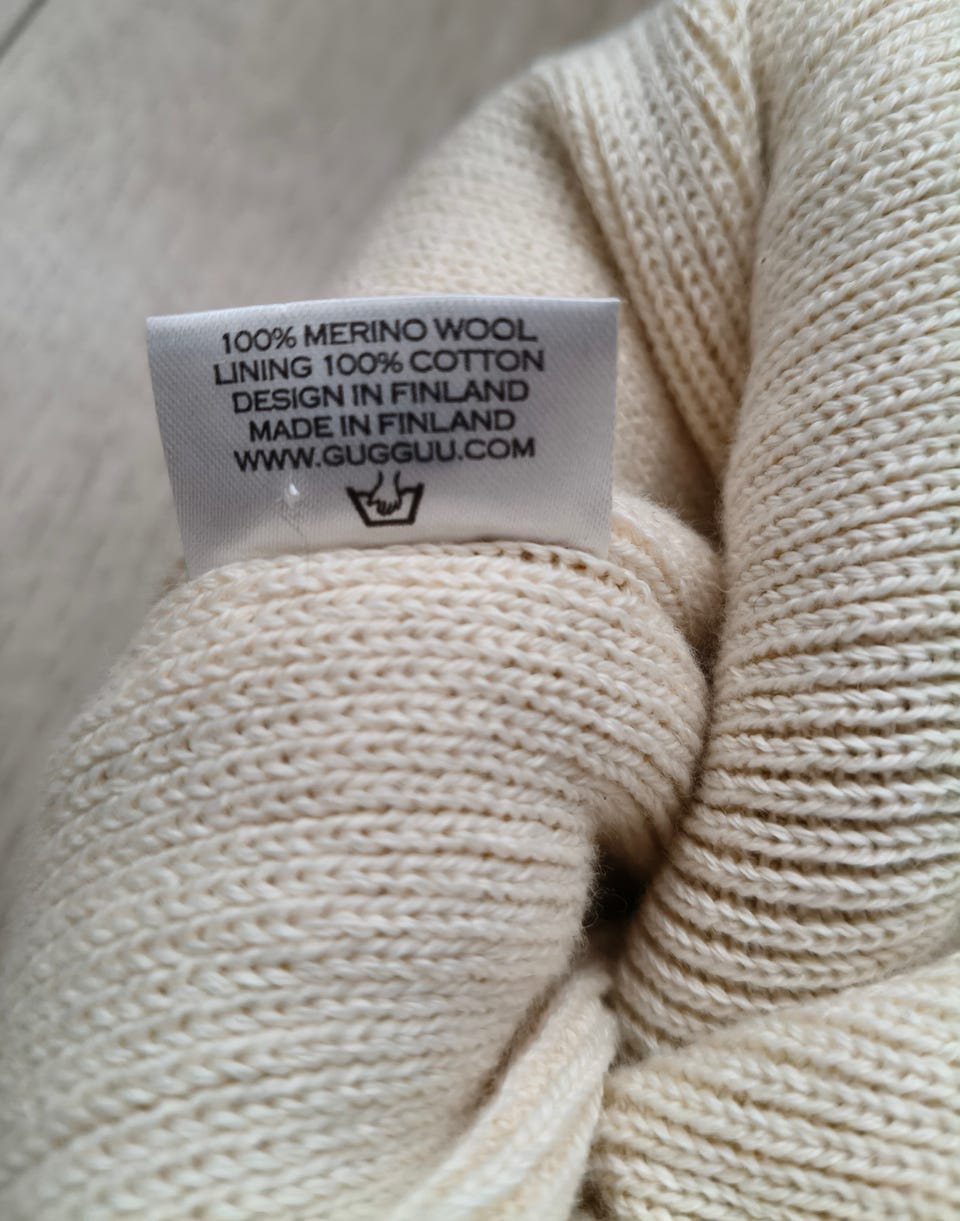 100% MERINO WOOL
LINING 100% COTTON
DESIGN IN FINLAND
MADE IN FINLAND
WWW.GUGGUU.COM